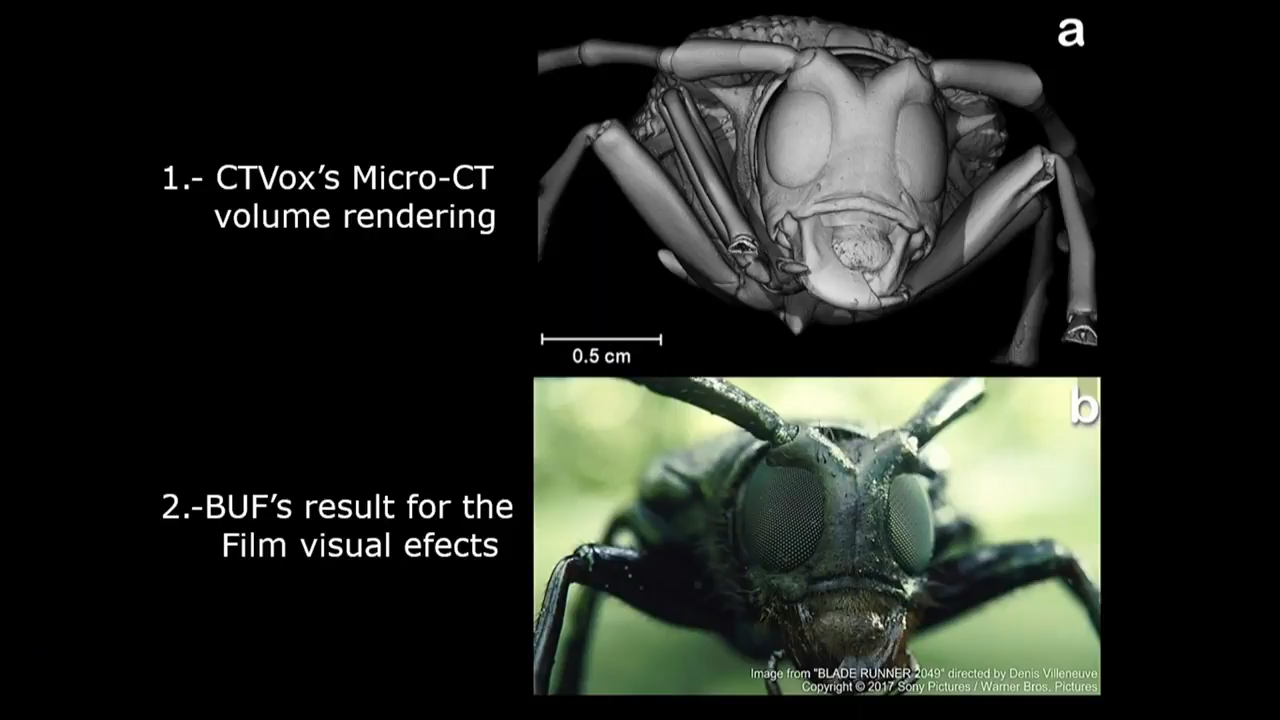 a
1.- CTVox's Micro-CT
volume rendering
0.5 cm
b
2.-BUF's result for the
Film visual efects
Image from "BLADE RUNNER 2049" directed by Denis Villeneuve
Copyright © 2017 Sony Pictures / Warner Bros. Pictures